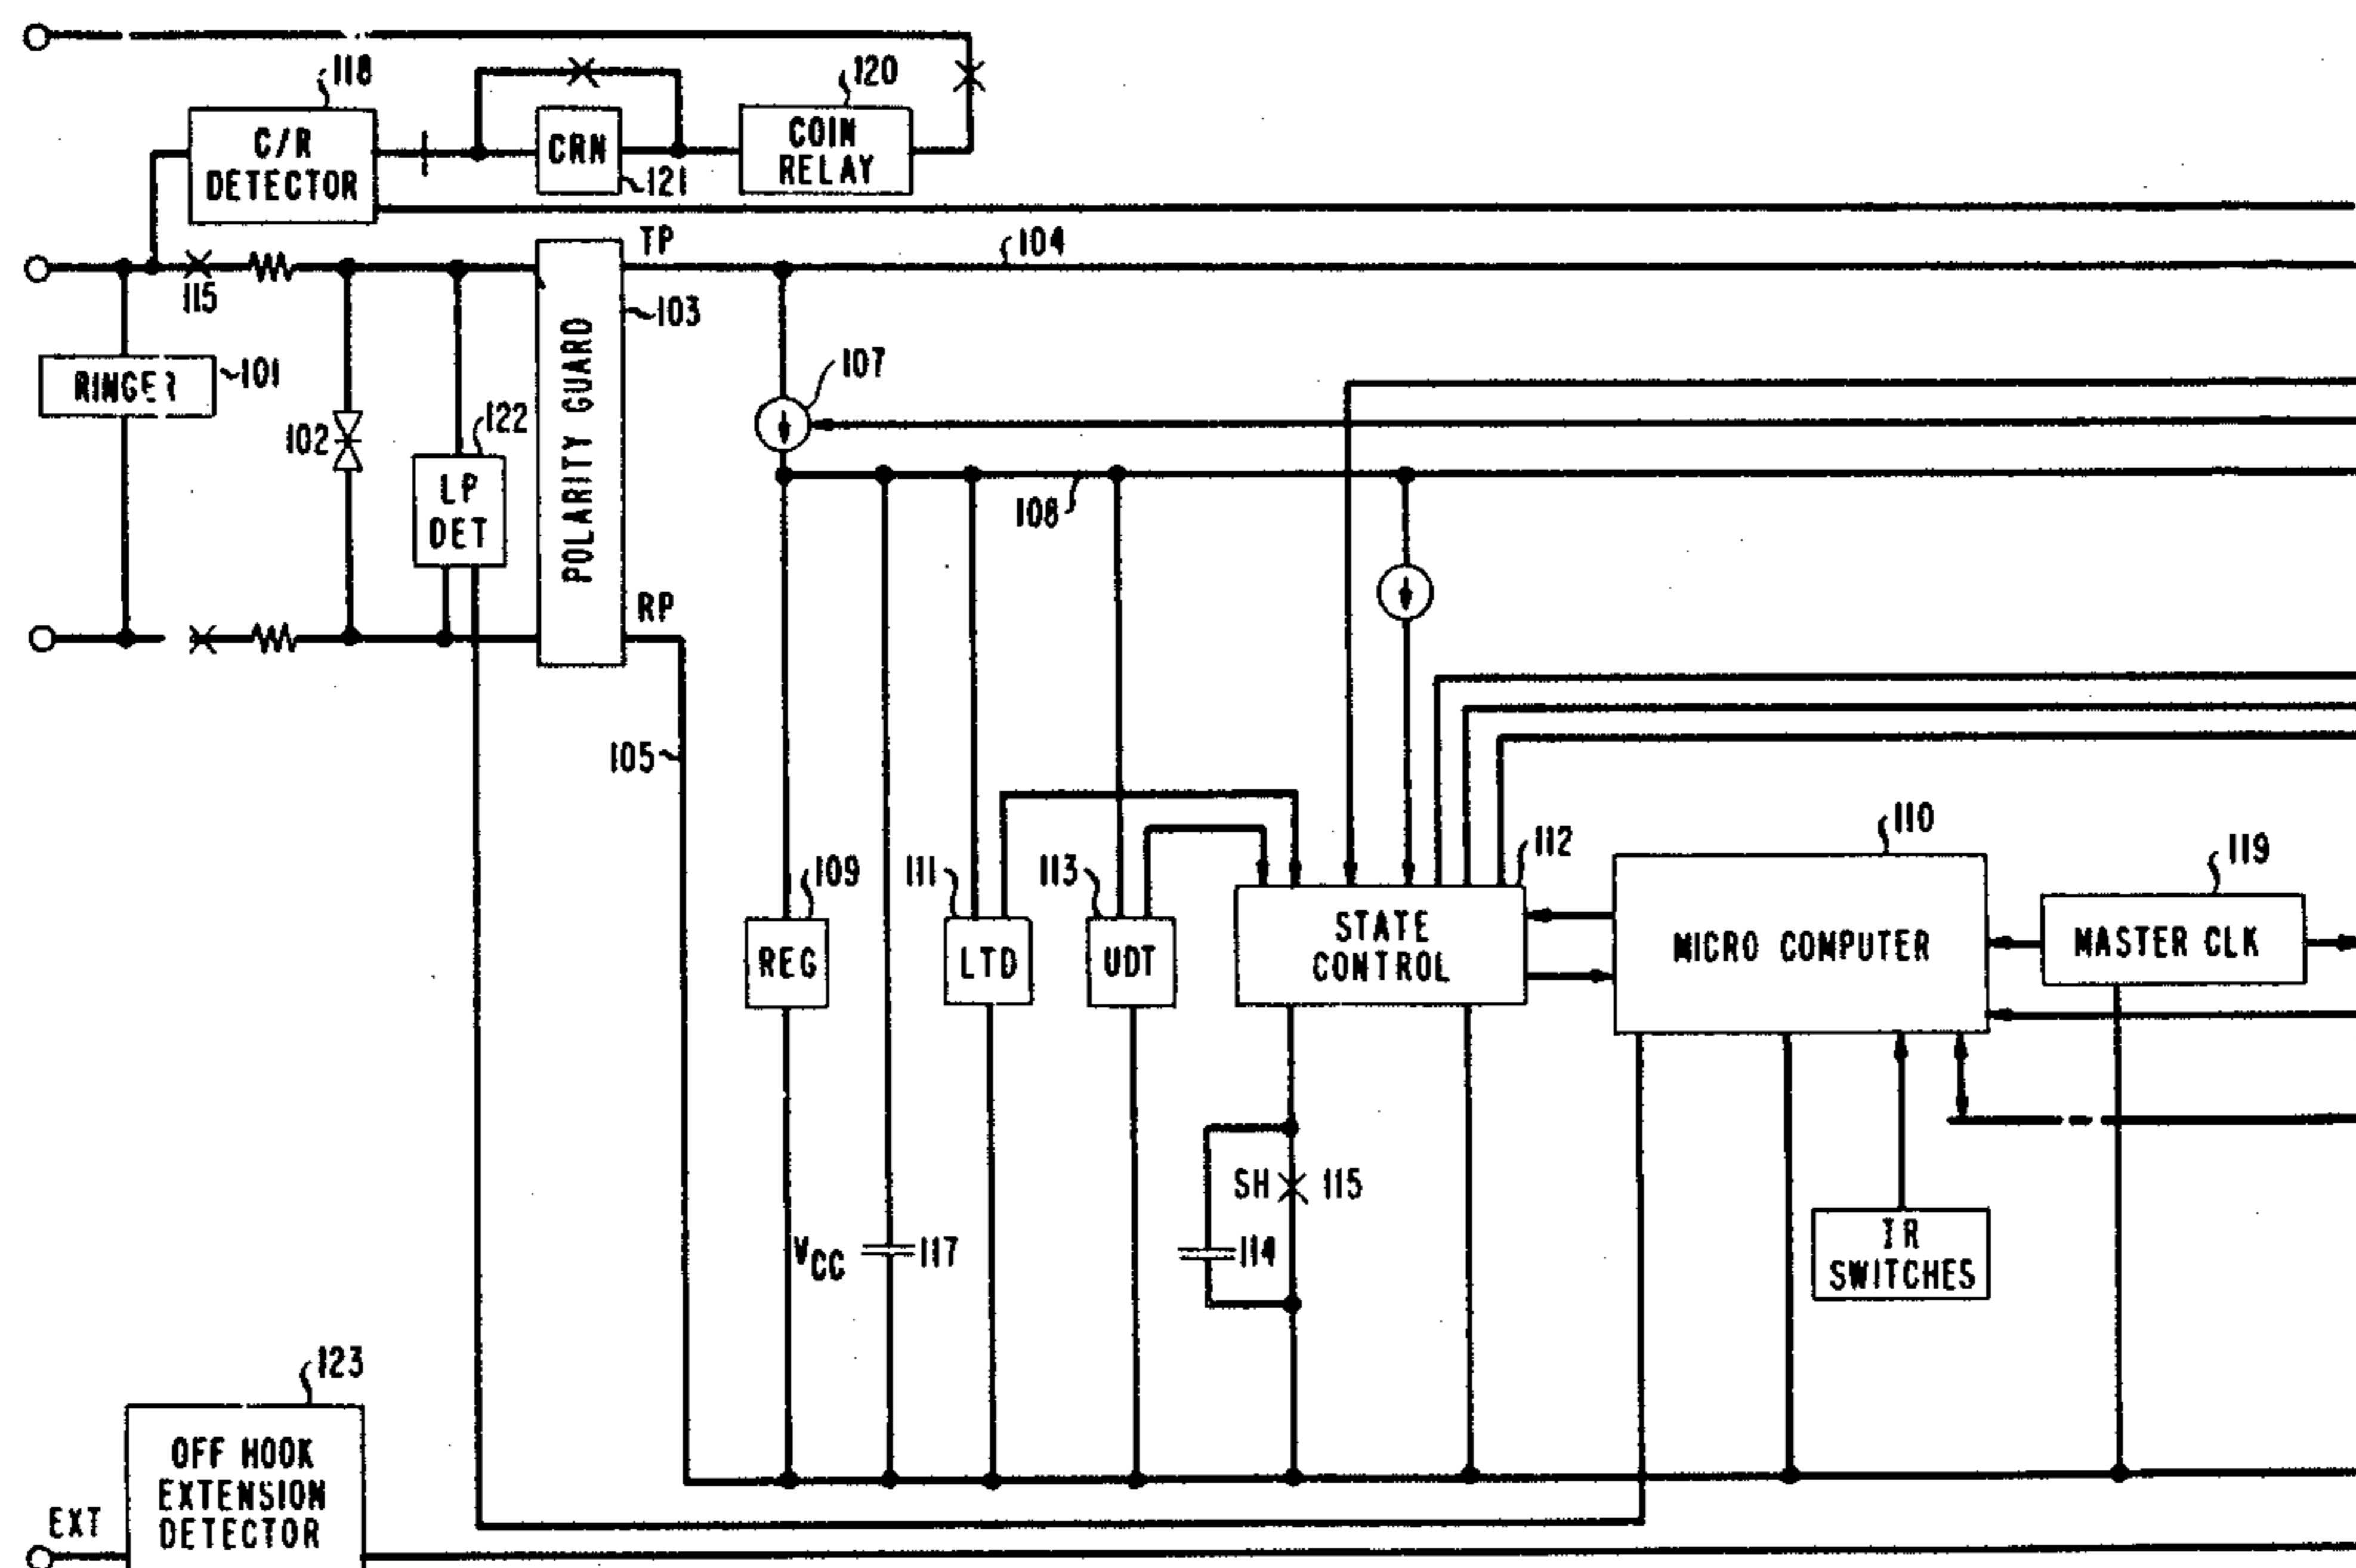 118
C/R
DETECTOR
CRN
121
120
COIN
RELAY
TP
104
115
103
RINGER
101
102
122
LP
DET
POLARITY GUARD
RP
107
108
105
109
REG
111
LTD
113
UDT
112
STATE
CONTROL
110
MICRO COMPUTER
119
MASTER CLK
SH
115
114
VCC
117
IR
SWITCHES
123
OFF HOOK
EXTENSION
DETECTOR
EXT